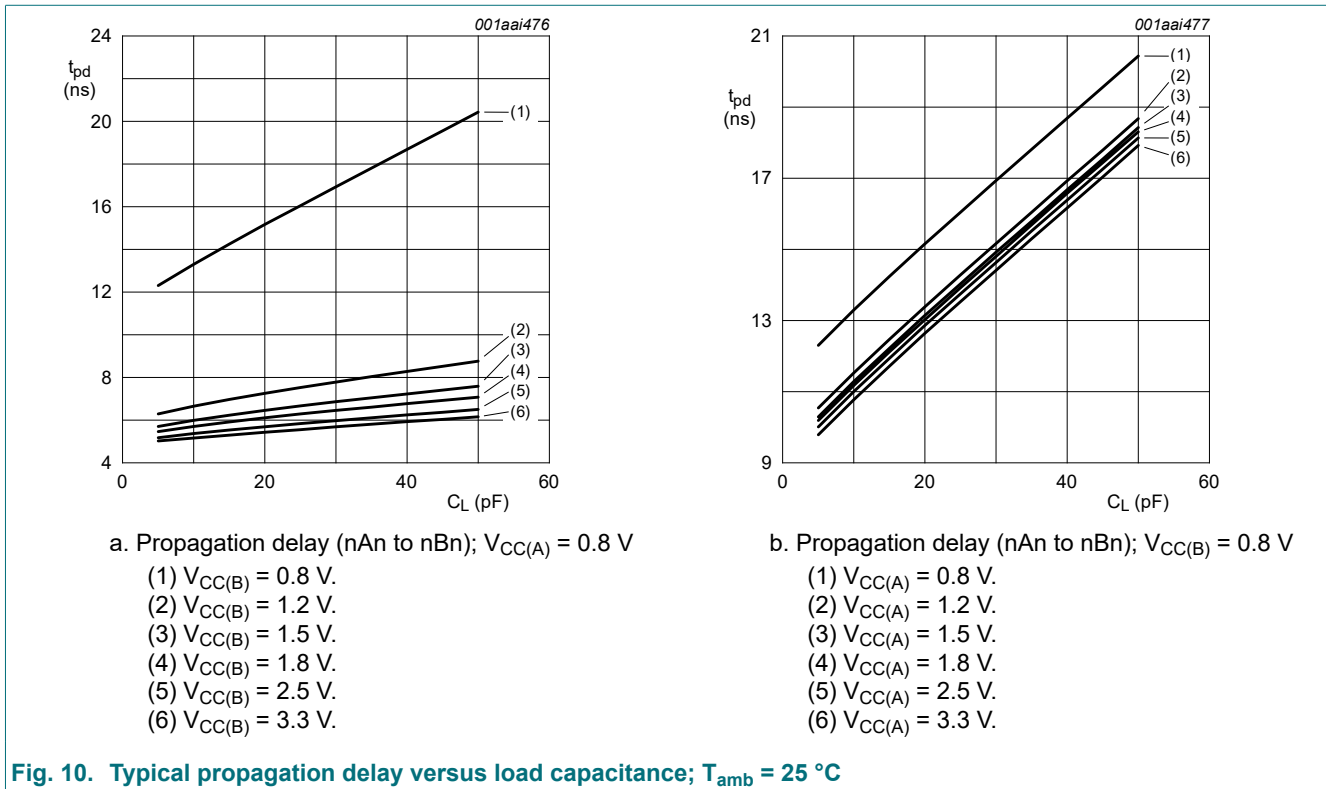 001aai476
24
20
16
12
8
4
tpd
(ns)
(1)
(2)
(3)
(4)
(5)
(6)
0
20
40
60
CL (pF)
a. Propagation delay (nAn to nBn); VCC(A) = 0.8 V
(1) VCC(B) = 0.8 V.
(2) VCC(B) = 1.2 V.
(3) VCC(B) = 1.5 V.
(4) VCC(B) = 1.8 V.
(5) VCC(B) = 2.5 V.
(6) VCC(B) = 3.3 V.
001aai477
21
17
13
9
tpd
(ns)
(1)
(2)
(3)
(4)
(5)
(6)
0
20
40
60
CL (pF)
b. Propagation delay (nAn to nBn); VCC(B) = 0.8 V
(1) VCC(A) = 0.8 V.
(2) VCC(A) = 1.2 V.
(3) VCC(A) = 1.5 V.
(4) VCC(A) = 1.8 V.
(5) VCC(A) = 2.5 V.
(6) VCC(A) = 3.3 V.
Fig. 10. Typical propagation delay versus load capacitance; Tamb = 25 °C